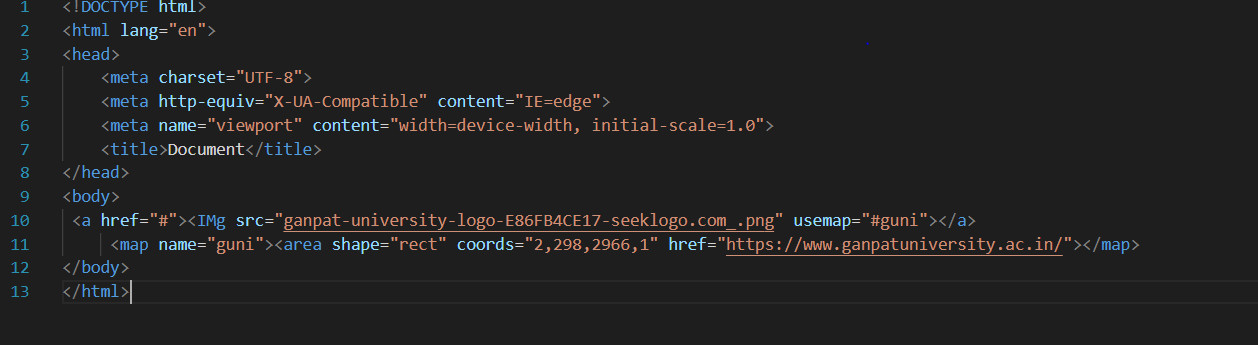 1 <!DOCTYPE html>
2 <html lang="en">
3 <head>
4     <meta charset="UTF-8">
5     <meta http-equiv="X-UA-Compatible" content="IE=edge">
6     <meta name="viewport" content="width=device-width, initial-scale=1.0">
7     <title>Document</title>
8 </head>
9 <body>
10  <a href="#"><IMg src="ganpat-university-logo-E86FB4CE17-seeklogo.com_.png" usemap="#guni"></a>
11      <map name="guni"><area shape="rect" coords="2,298,2966,1" href="https://www.ganpatuniversity.ac.in/"></map>
12 </body>
13 </html>